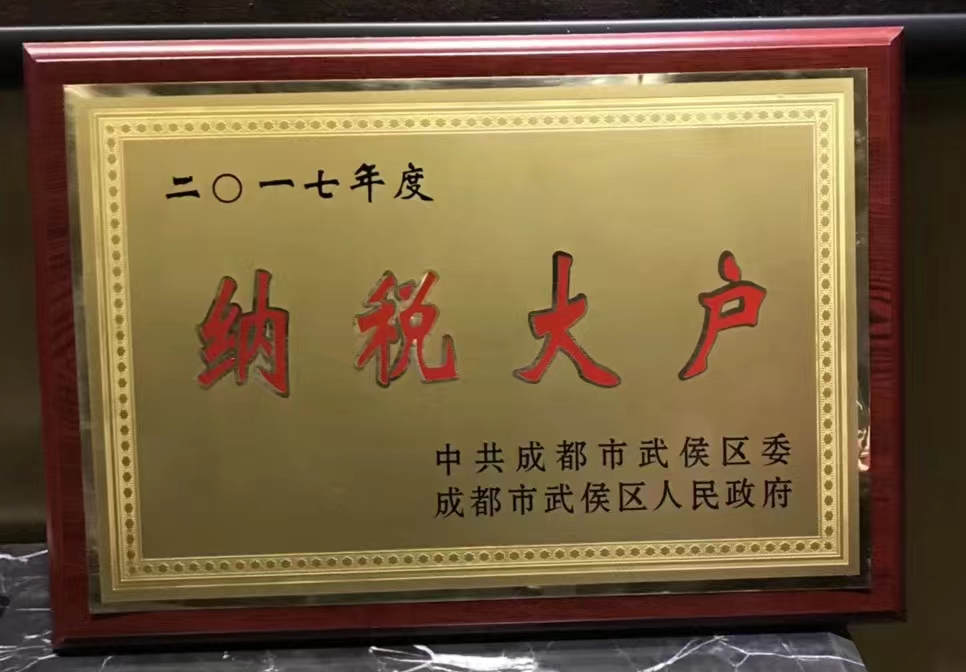 二〇一七年度
纳税大户
中共成都市武侯区委
成都市武侯区人民政府